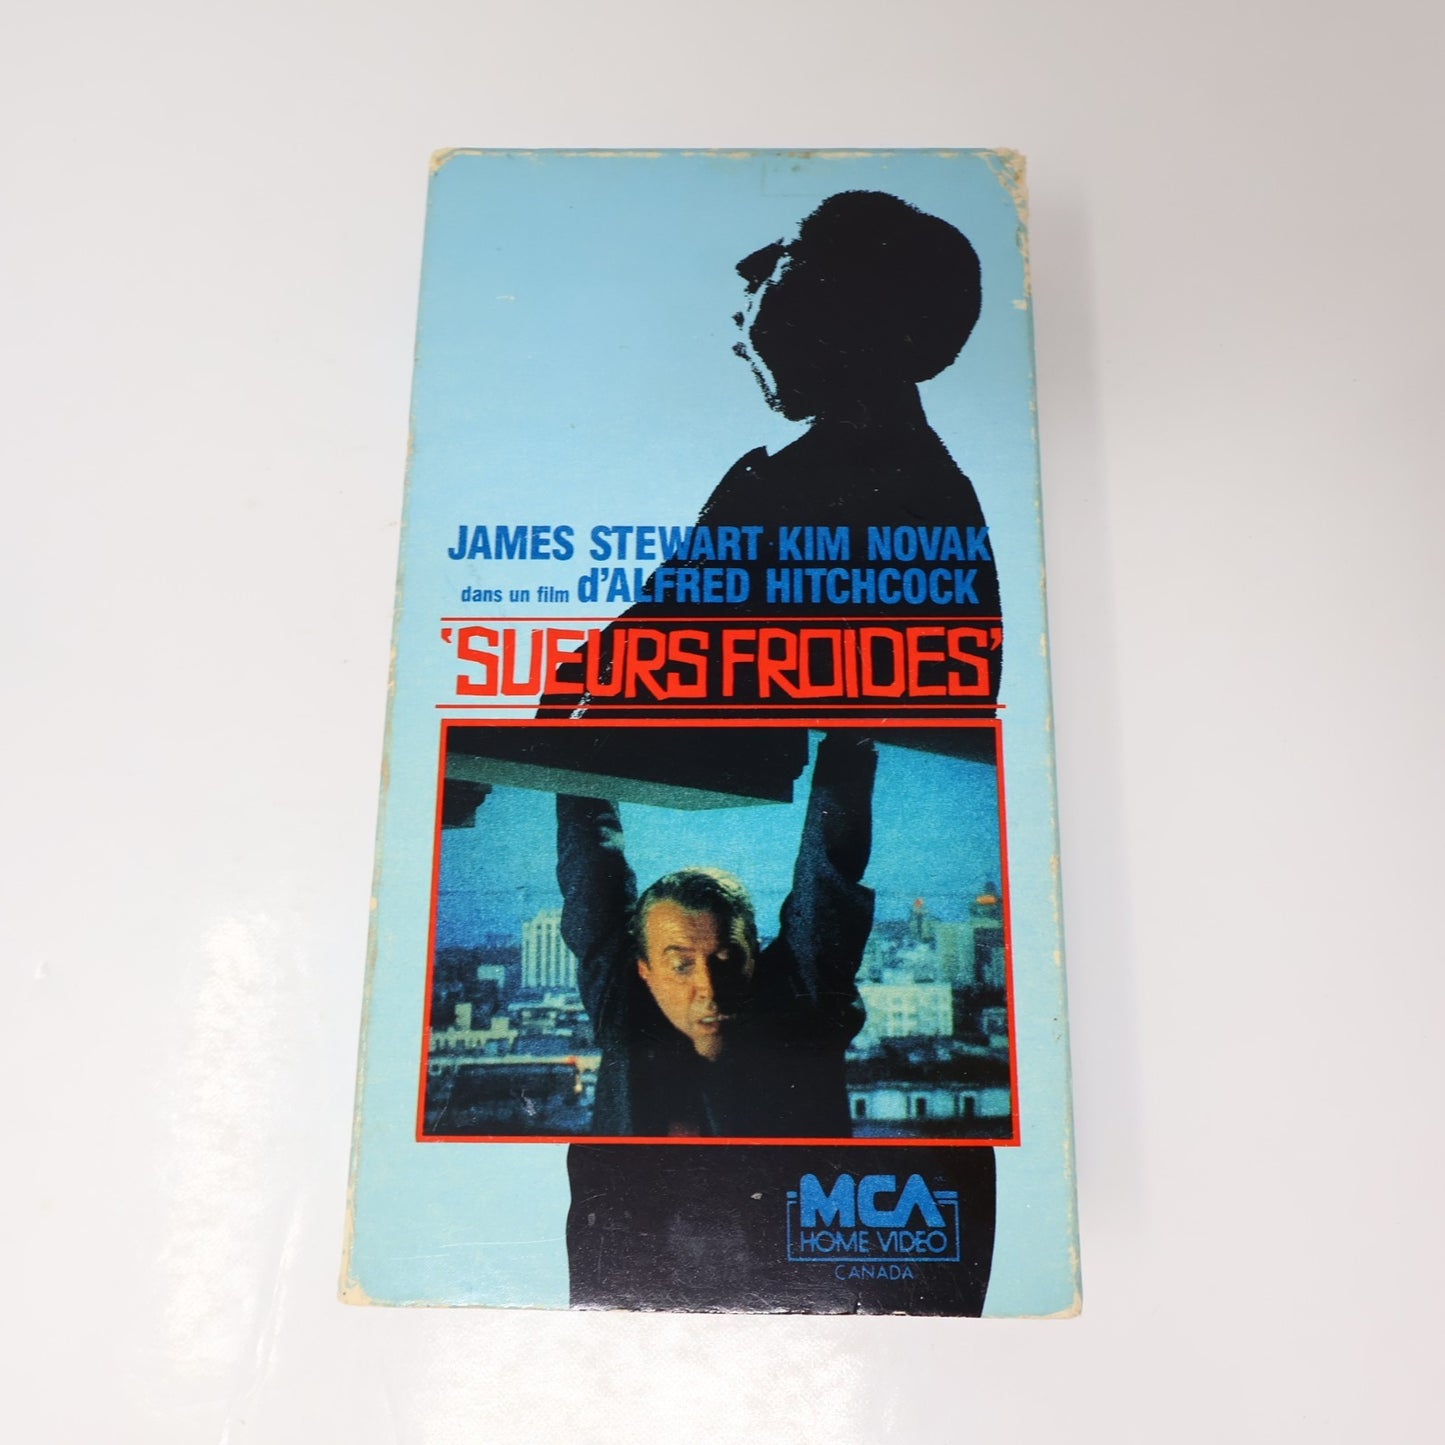 JAMES STEWART KIM NOVAK
dans un film d'ALFRED HITCHCOCK
'SUEURS FROIDES'
MCA
HOME VIDEO
CANADA